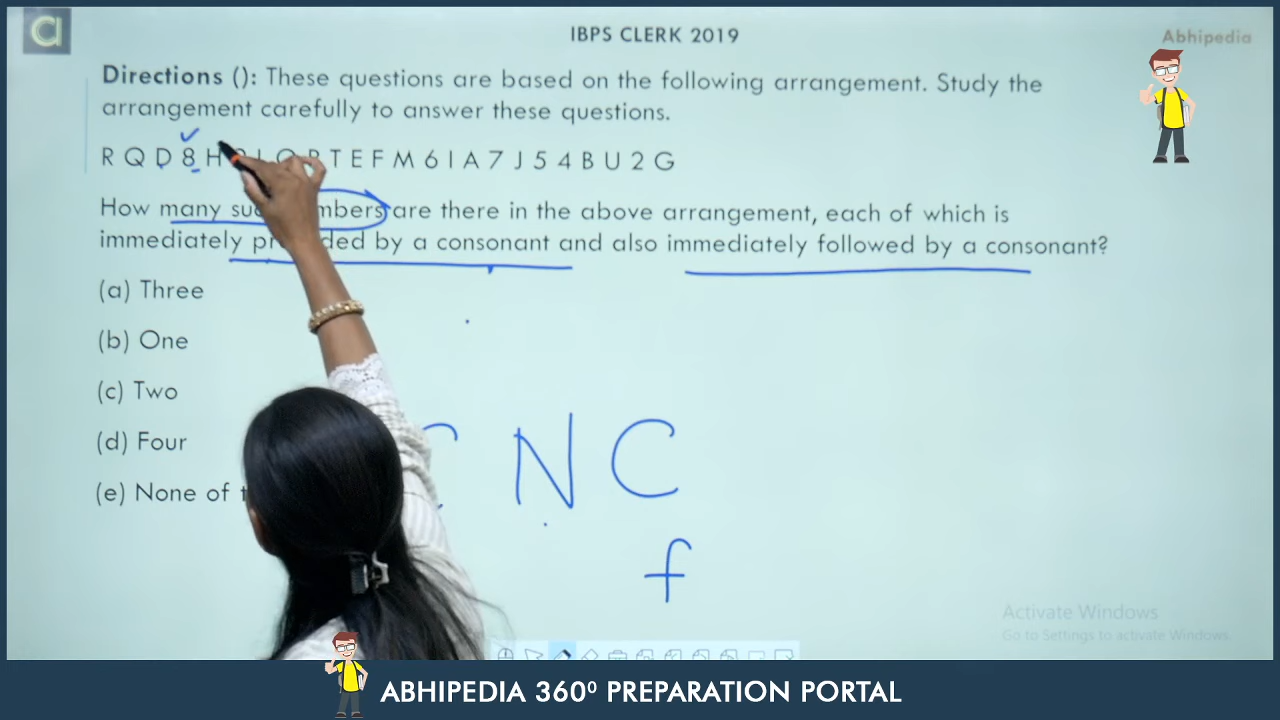 a
IBPS CLERK 2019
Abhipedia
Directions (): These questions are based on the following arrangement. Study the
arrangement carefully to answer these questions.
R Q D 8 H T E F M 6 I A 7 J 5 4 B U 2 G
How many are there in the above arrangement, each of which is
immediately by a consonant and also immediately followed by a consonant?
(a) Three
(b) One
(c) Two
(d) Four
(e) None of
N C
f
Activate Windows
Go to Settings to activate Windows.
ABHIPEDIA 360⁰ PREPARATION PORTAL